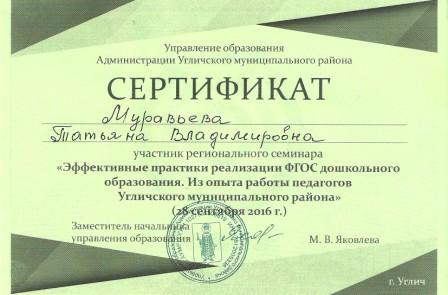 Управление образования
Администрации Угличского муниципального района
СЕРТИФИКАТ
Муравьева
Татьяна Владимировна
участник регионального семинара
«Эффективные практики реализации ФГОС дошкольного
образования. Из опыта работы педагогов
Угличского муниципального района»
(28 сентября 2016 г.)
Заместитель начальника
управления образования
М. В. Яковлева
г. Углич